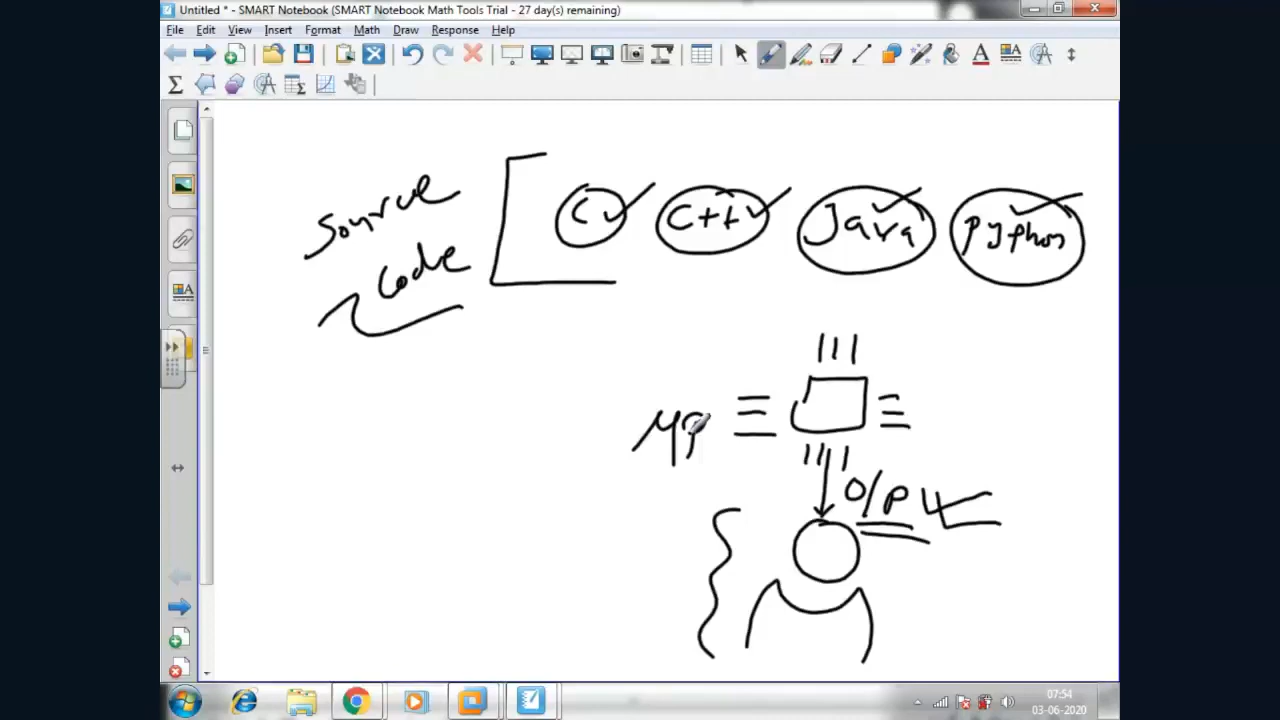 Untitled * - SMART Notebook (SMART Notebook Math Tools Trial - 27 day(s) remaining)
File Edit View Insert Format Math Draw Response Help
Source
Code
C C++ Java Python
μP
O/P
07:54
03-06-2020